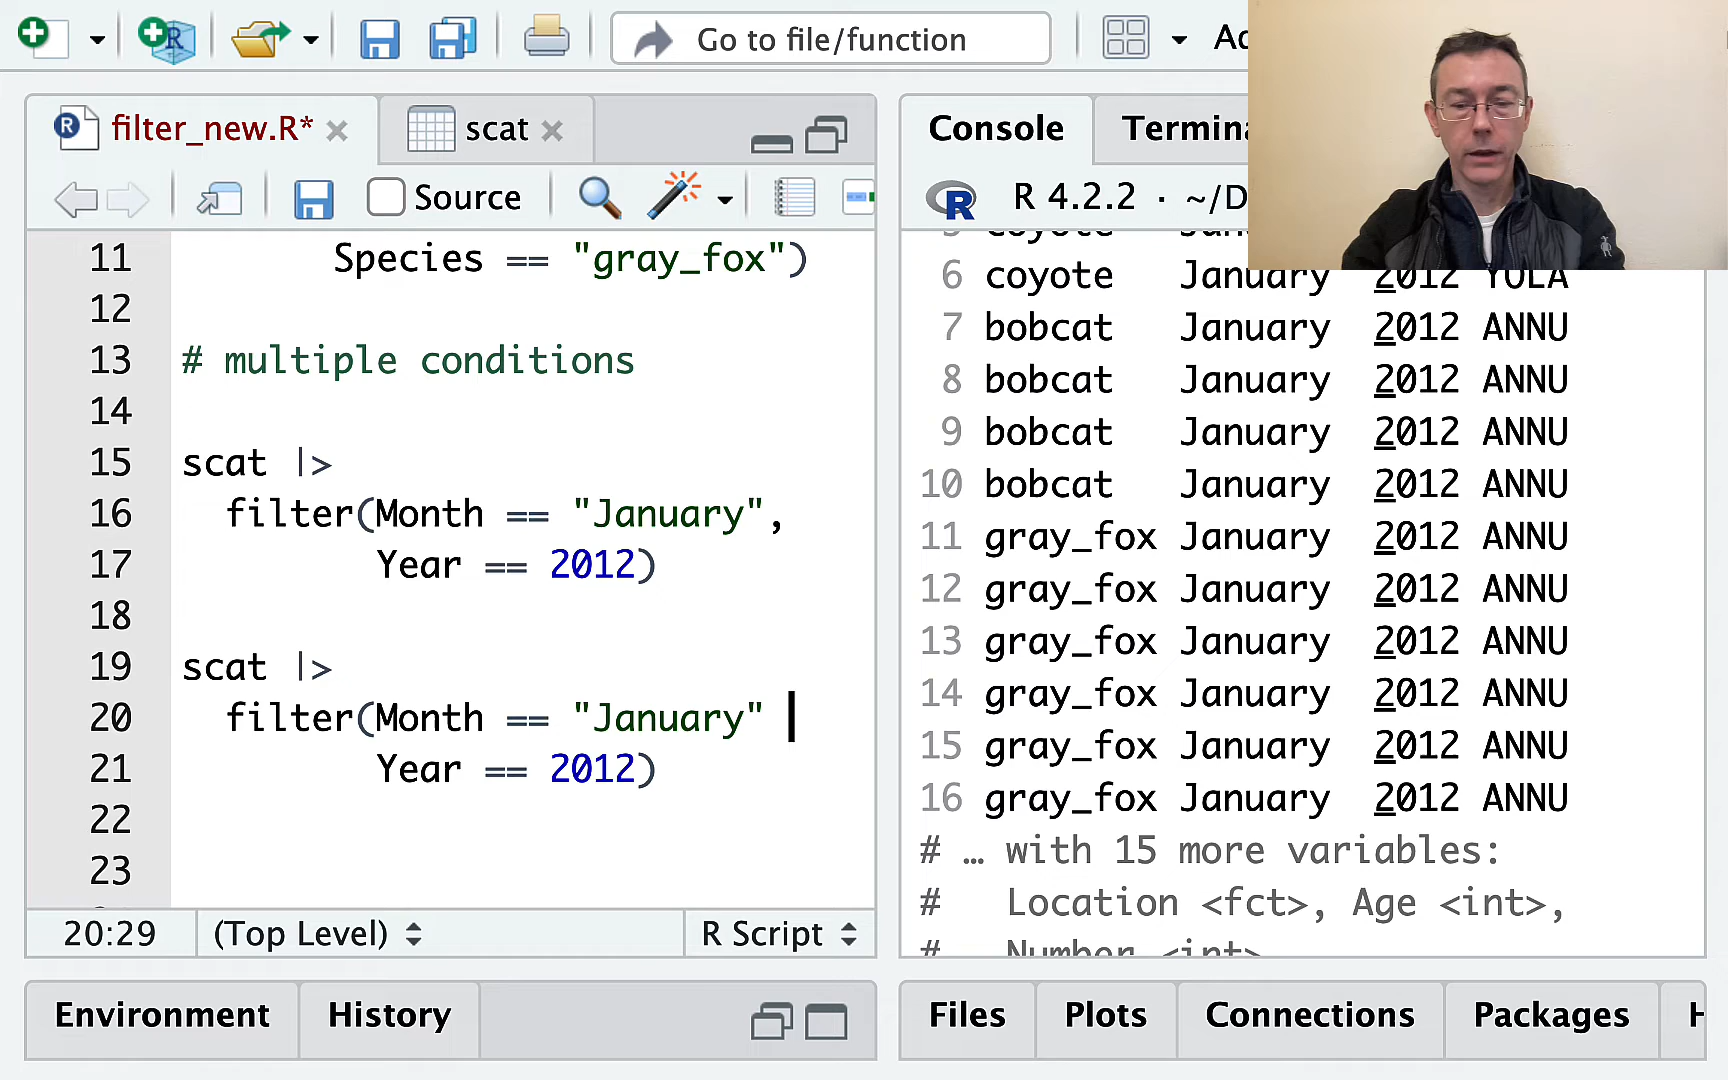 Go to file/function
filter_new.R*
scat
Source
11 Species == "gray_fox")
12
13 # multiple conditions
14
15 scat |>
16 filter(Month == "January",
17 Year == 2012)
18
19 scat |>
20 filter(Month == "January" |
21 Year == 2012)
22
23
20:29 (Top Level) R Script
Environment History
Console
R 4.2.2 · ~/D
6 coyote January 2012 YOLA
7 bobcat January 2012 ANNU
8 bobcat January 2012 ANNU
9 bobcat January 2012 ANNU
10 bobcat January 2012 ANNU
11 gray_fox January 2012 ANNU
12 gray_fox January 2012 ANNU
13 gray_fox January 2012 ANNU
14 gray_fox January 2012 ANNU
15 gray_fox January 2012 ANNU
16 gray_fox January 2012 ANNU
# … with 15 more variables:
# Location <fct>, Age <int>,
# Number <int>
Files Plots Connections Packages